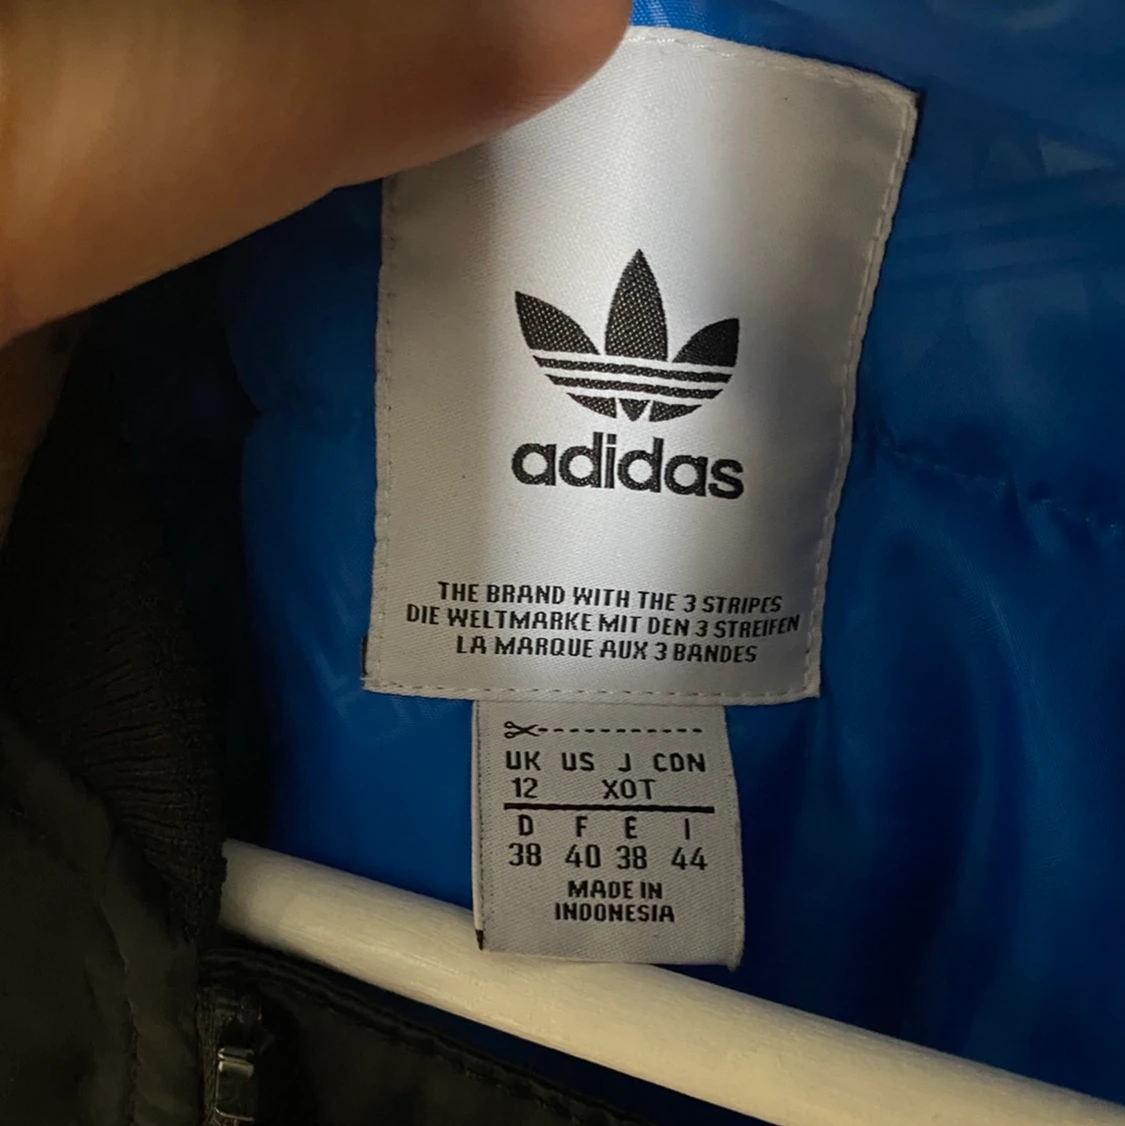 adidas
THE BRAND WITH THE 3 STRIPES
DIE WELTMARKE MIT DEN 3 STREIFEN
LA MARQUE AUX 3 BANDES
UK US J CDN
12 XOT
D F E I
38 40 38 44
MADE IN
INDONESIA